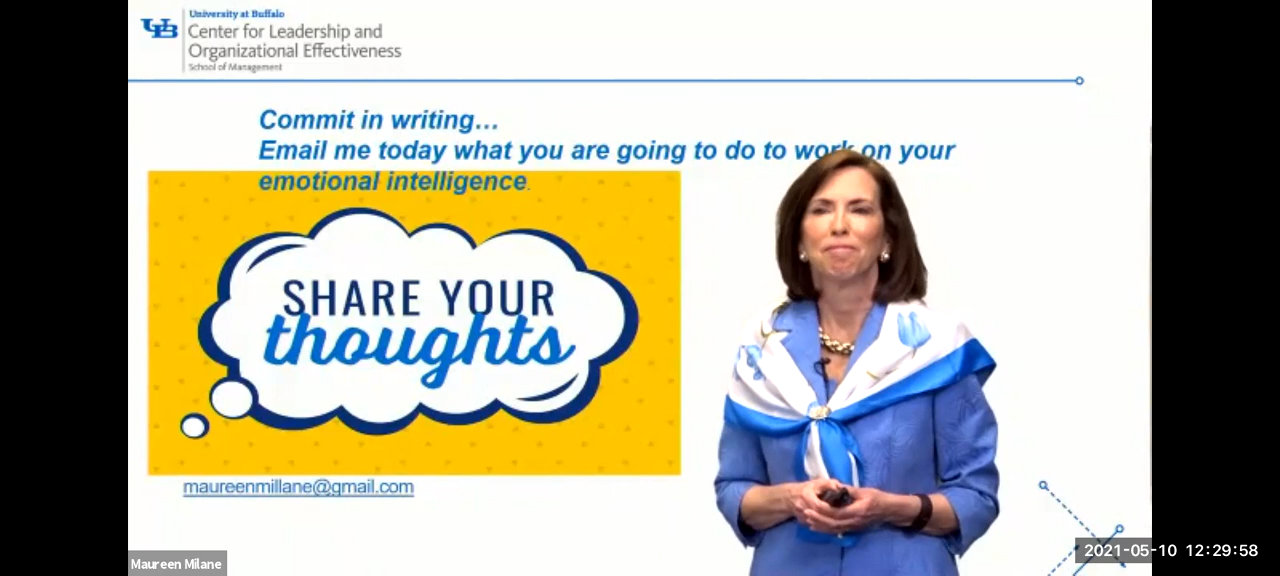 University at Buffalo
UB
Center for Leadership and
Organizational Effectiveness
School of Management
Commit in writing…
Email me today what you are going to do to work on your
emotional intelligence.
SHARE YOUR
thoughts
maureenmillane@gmail.com
Maureen Milane
2021-05-10 12:29:58